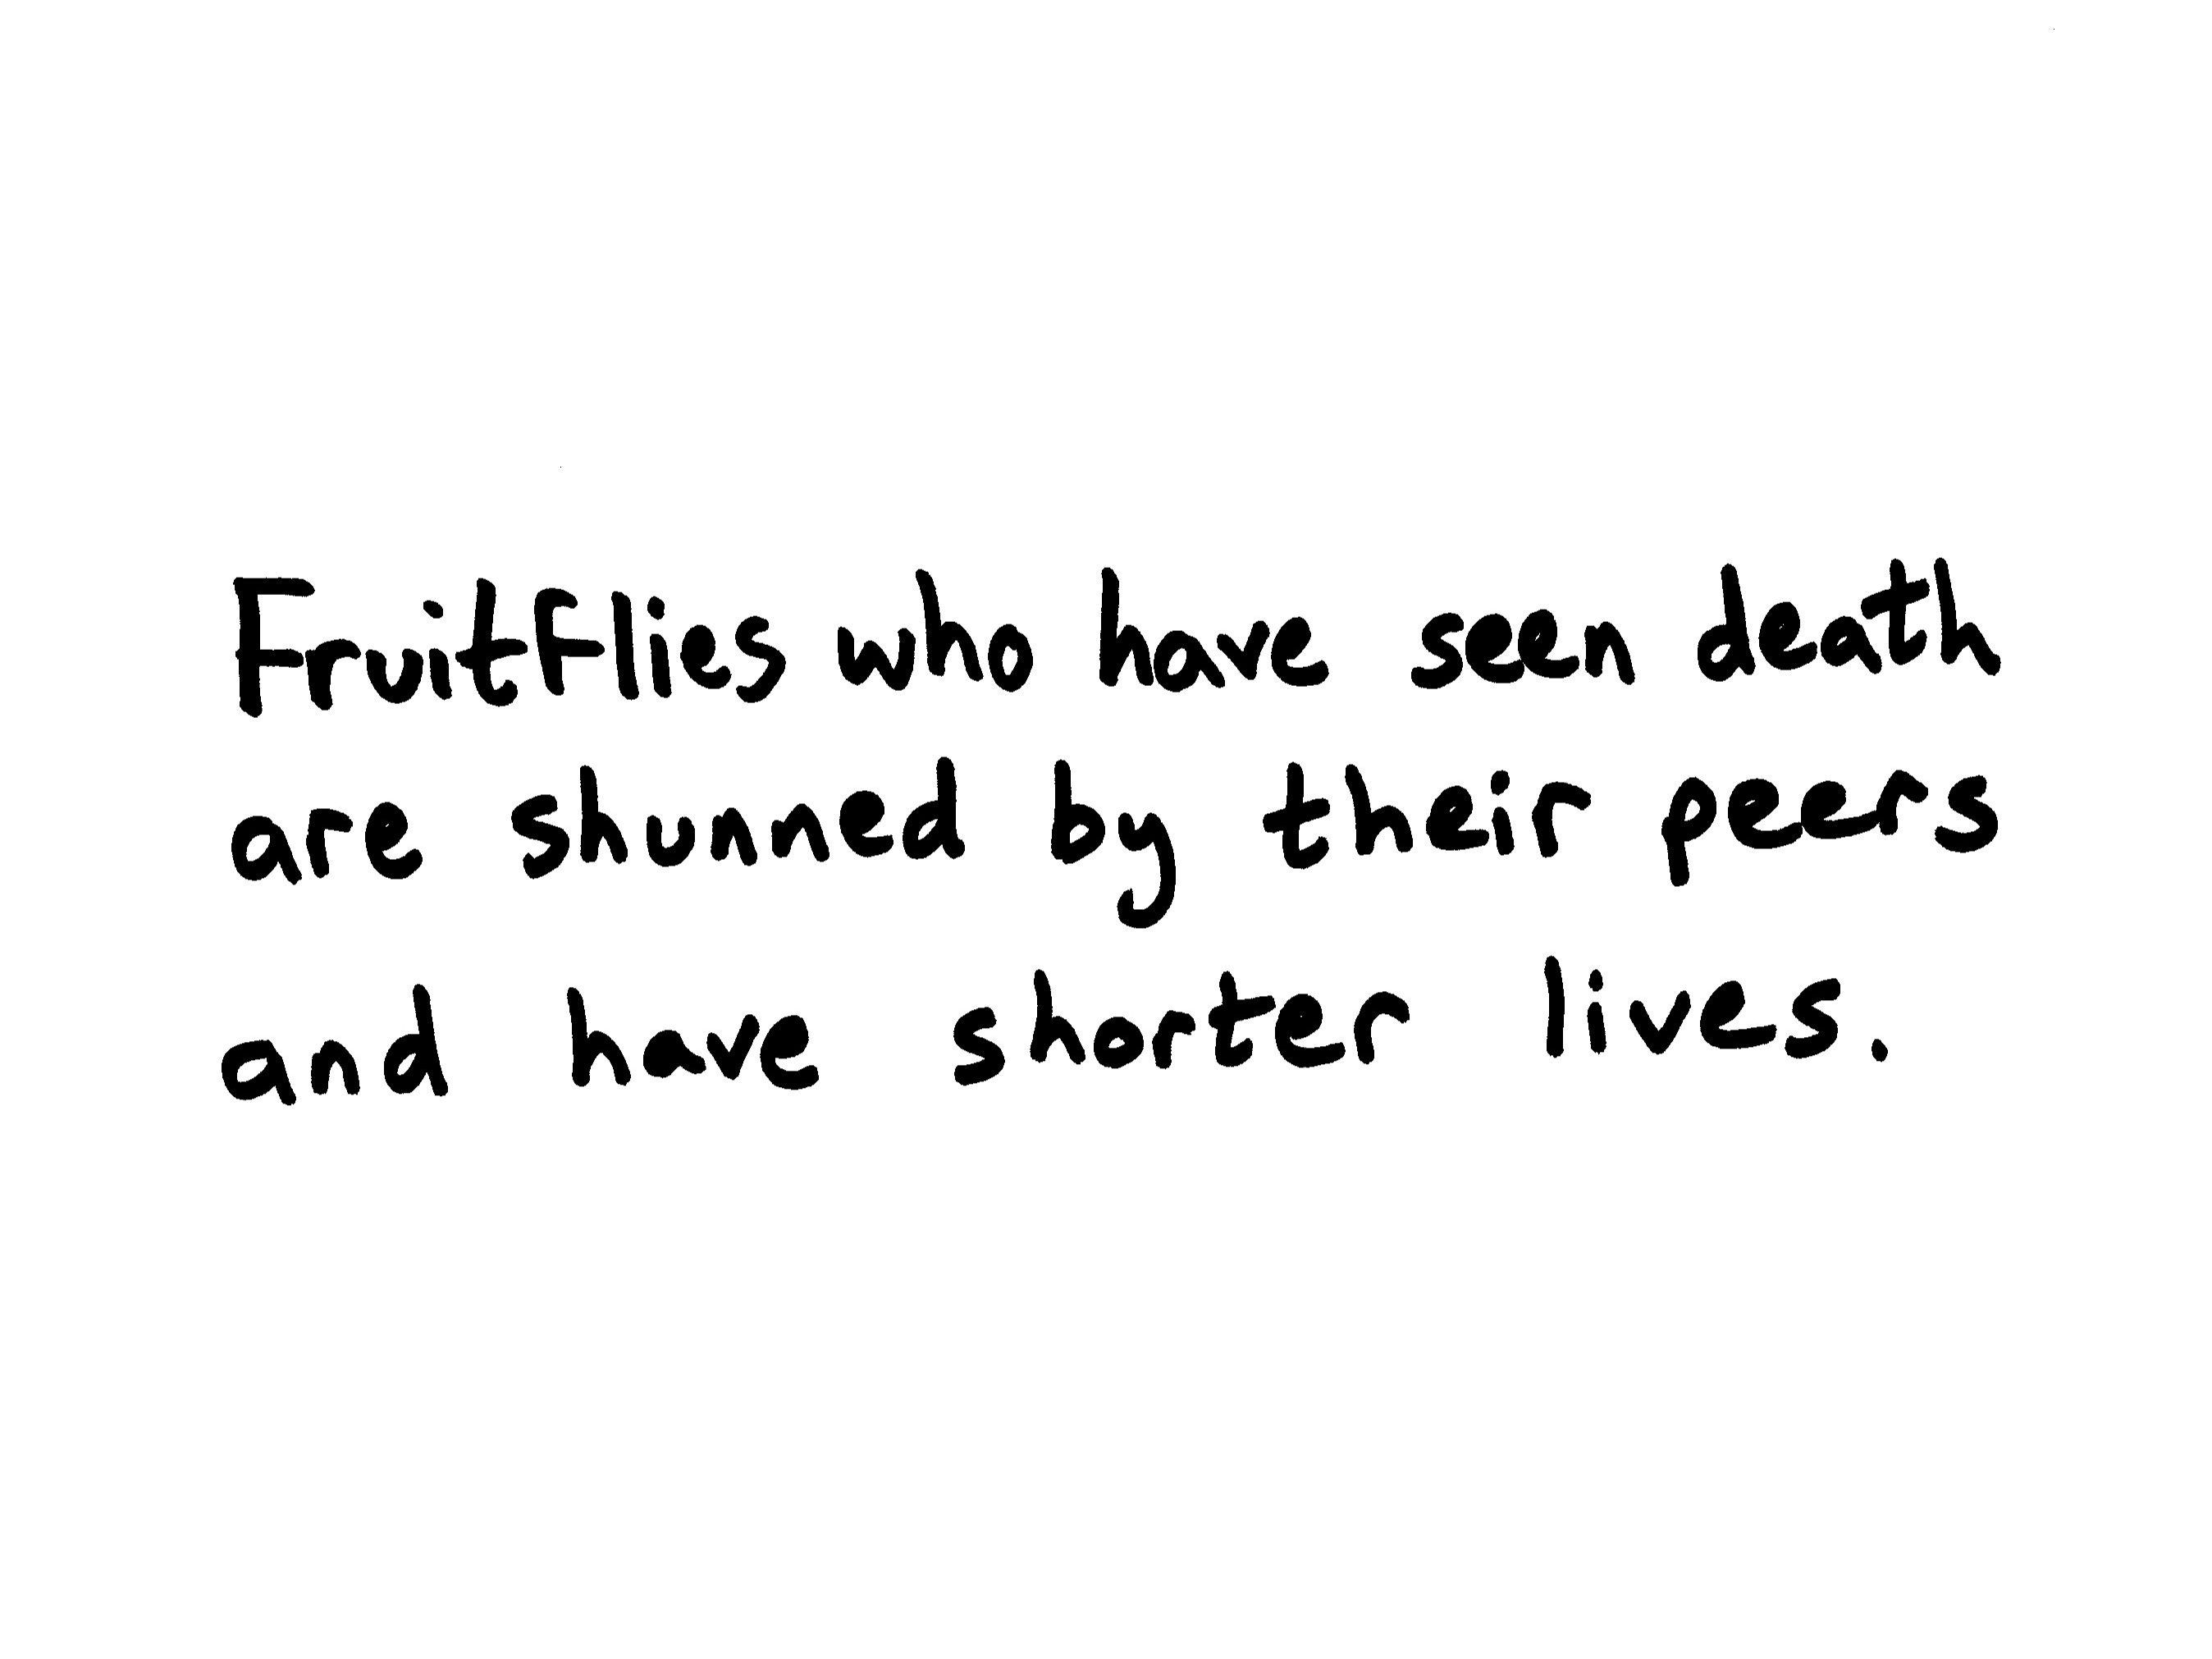 Fruitflies who have seen death
are shunned by their peers
and have shorter lives.